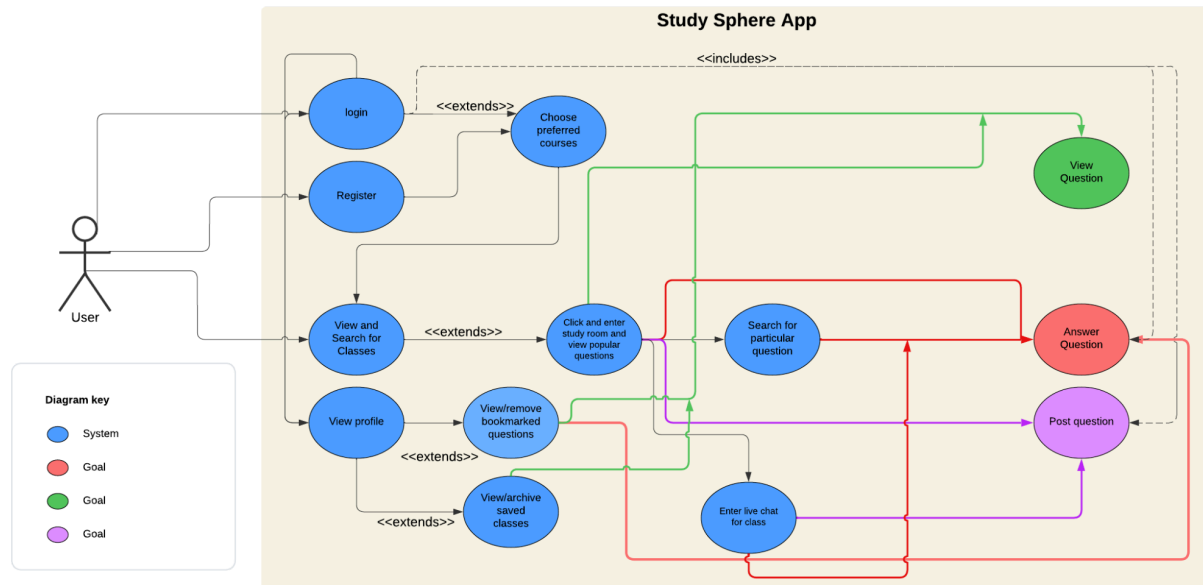 Study Sphere App
<<includes>>
login
<<extends>>
Choose
preferred
courses
View
Question
Register
User
View and
Search for
Classes
<<extends>>
Click and enter
study room and
view popular
questions
Search for
particular
question
Answer
Question
Diagram key
System
Goal
Goal
Goal
View profile
<<extends>>
View/remove
bookmarked
questions
Post question
<<extends>>
View/archive
saved
classes
Enter live chat
for class